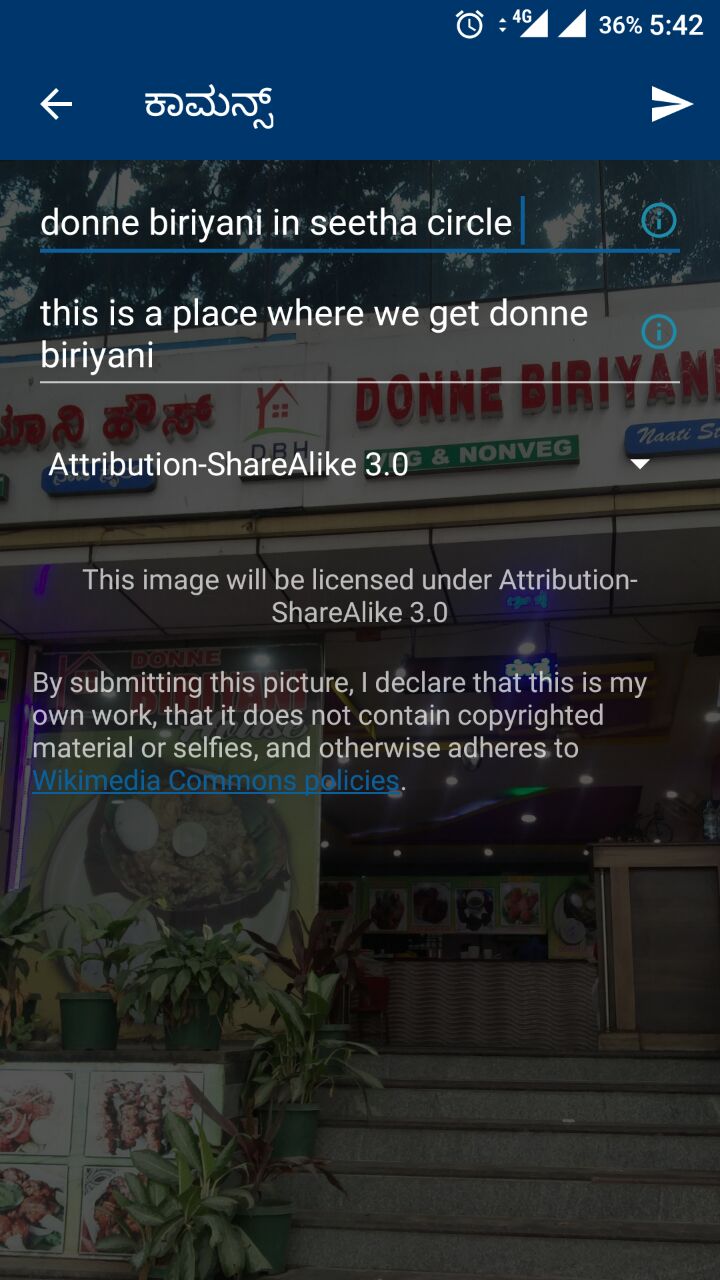 4G 36% 5:42
ಕಾಮನ್ಸ್
donne biriyani in seetha circle
this is a place where we get donne
biriyani
ಹೌಸ್ DONNE BIRIYANI
DBH
VEG & NONVEG
Naati
Attribution-ShareAlike 3.0
This image will be licensed under Attribution-
ShareAlike 3.0
DONNE
BIRIYANI
House
By submitting this picture, I declare that this is my
own work, that it does not contain copyrighted
material or selfies, and otherwise adheres to
Wikimedia Commons policies.